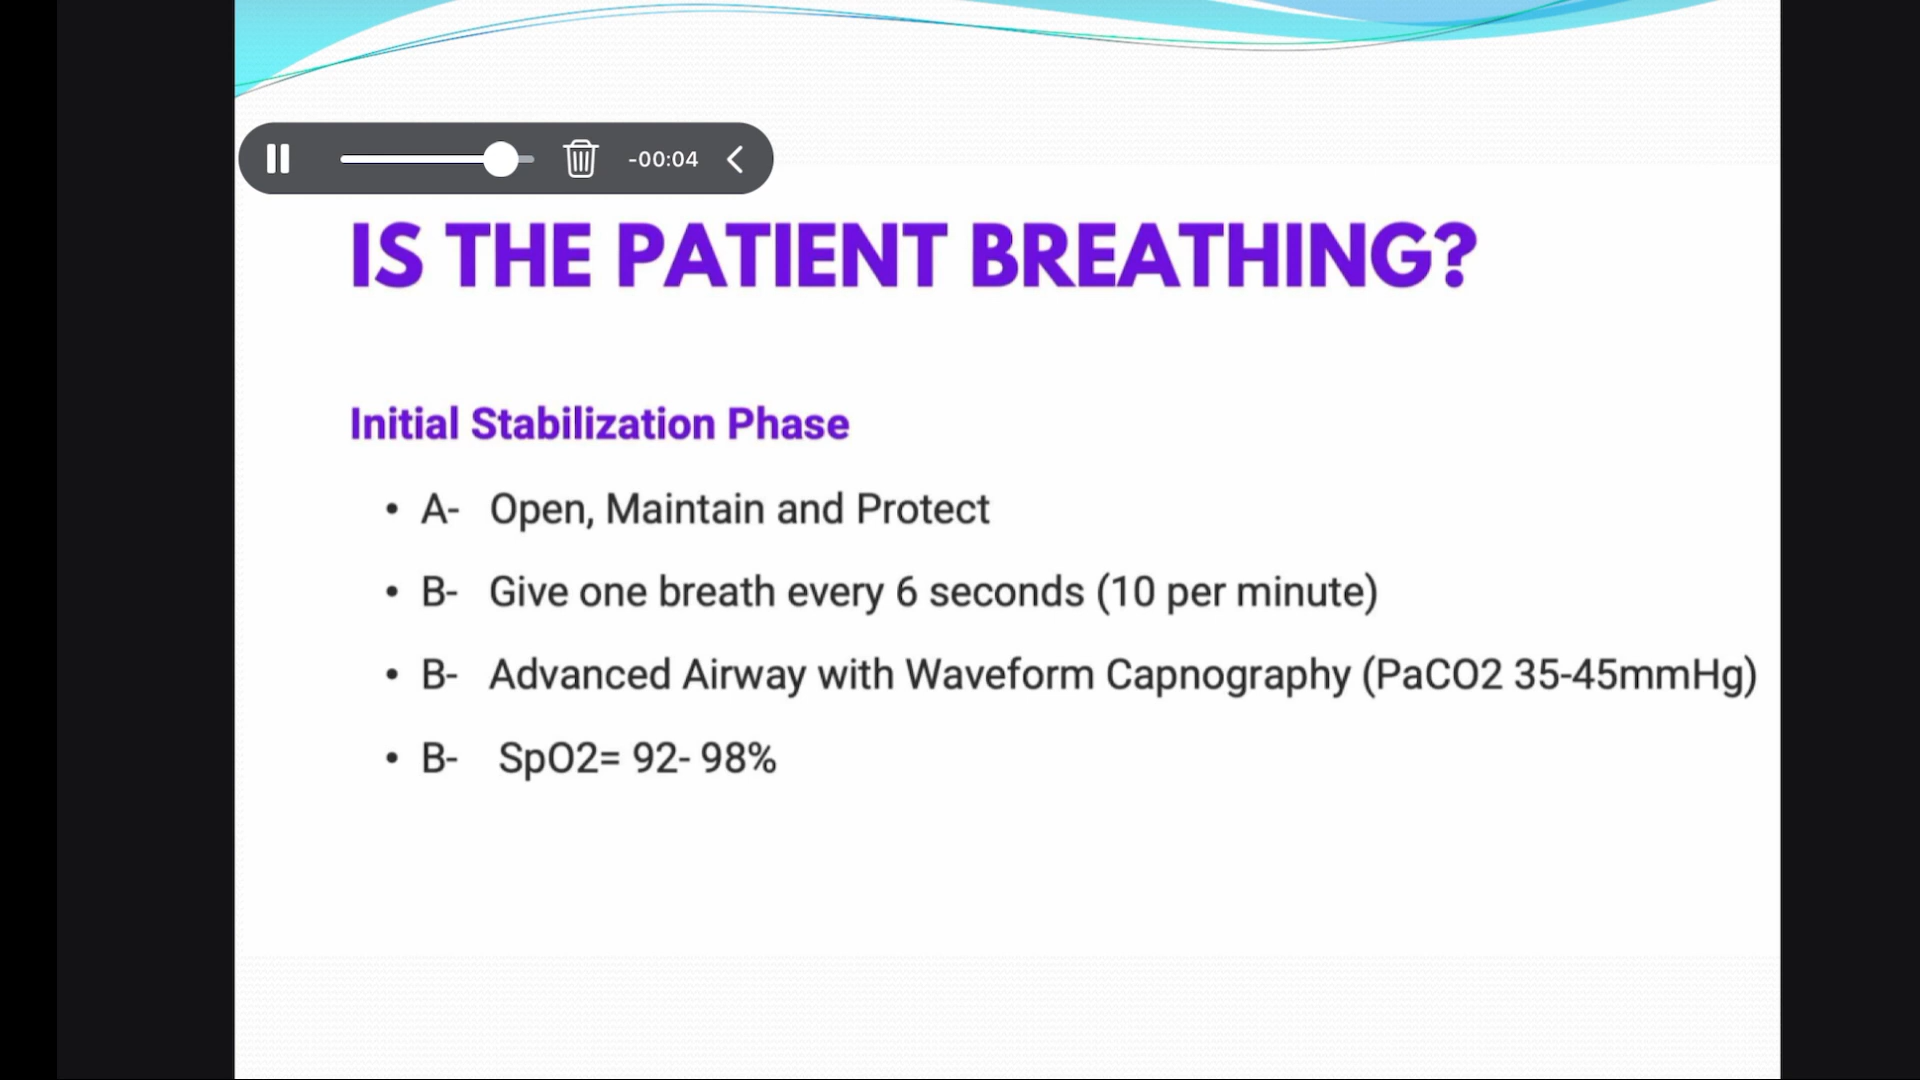 -00:04
IS THE PATIENT BREATHING?
Initial Stabilization Phase
• A- Open, Maintain and Protect
• B- Give one breath every 6 seconds (10 per minute)
• B- Advanced Airway with Waveform Capnography (PaCO2 35-45mmHg)
• B- SpO2= 92- 98%